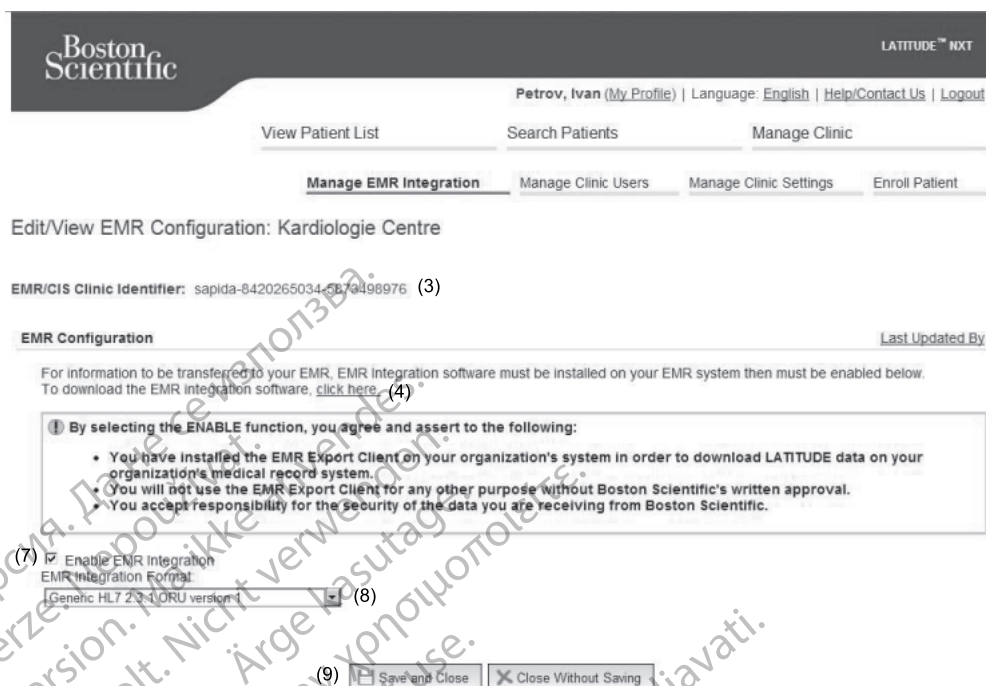 Boston
Scientific
LATITUDE™ NXT
Petrov, Ivan (My Profile) | Language: English | Help/Contact Us | Logout
View Patient List Search Patients Manage Clinic
Manage EMR Integration Manage Clinic Users Manage Clinic Settings Enroll Patient
Edit/View EMR Configuration: Kardiologie Centre
EMR/CIS Clinic Identifier: sapida-8420265034-5873498976 (3)
EMR Configuration Last Updated By
For information to be transferred to your EMR, EMR Integration software must be installed on your EMR system then must be enabled below.
To download the EMR integration software, click here. (4)
By selecting the ENABLE function, you agree and assert to the following:
• You have installed the EMR Export Client on your organization's system in order to download LATITUDE data on your
organization's medical record system.
• You will not use the EMR Export Client for any other purpose without Boston Scientific's written approval.
• You accept responsibility for the security of the data you are receiving from Boston Scientific.
(7) Enable EMR Integration
EMR Integration Format:
Generic HL7 2.3.1 ORU version 1 (8)
(9) Save and Close Close Without Saving
Да се използва.
verwende.
Nicht verwenden.
Ärge kasutage.